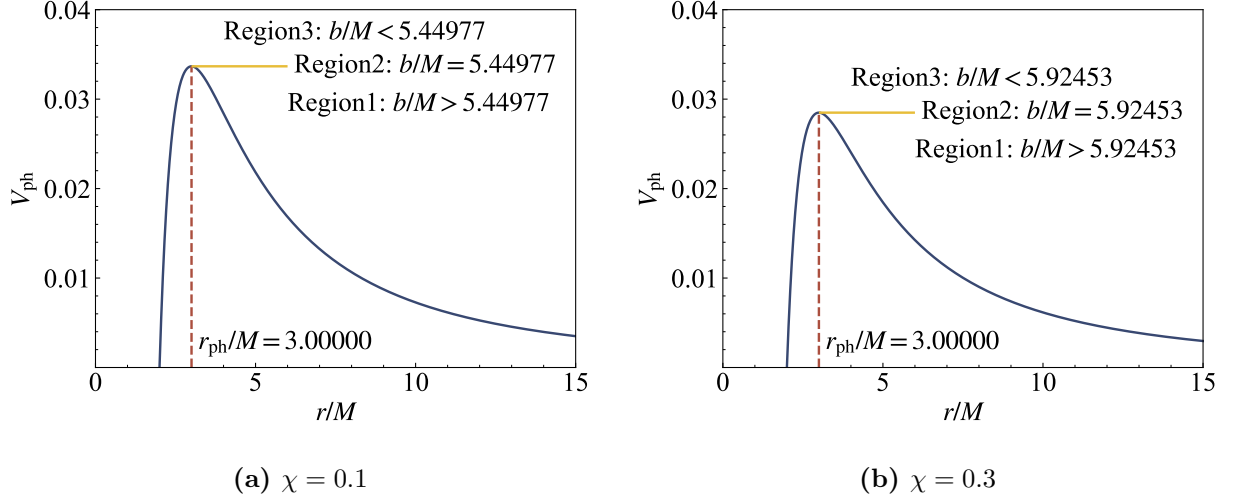 0.04
0.03
0.02
0.01
V_ph
Region3: b/M < 5.44977
Region2: b/M = 5.44977
Region1: b/M > 5.44977
r_ph/M = 3.00000
0 5 10 15
r/M
(a) χ = 0.1
0.04
0.03
0.02
0.01
V_ph
Region3: b/M < 5.92453
Region2: b/M = 5.92453
Region1: b/M > 5.92453
r_ph/M = 3.00000
0 5 10 15
r/M
(b) χ = 0.3